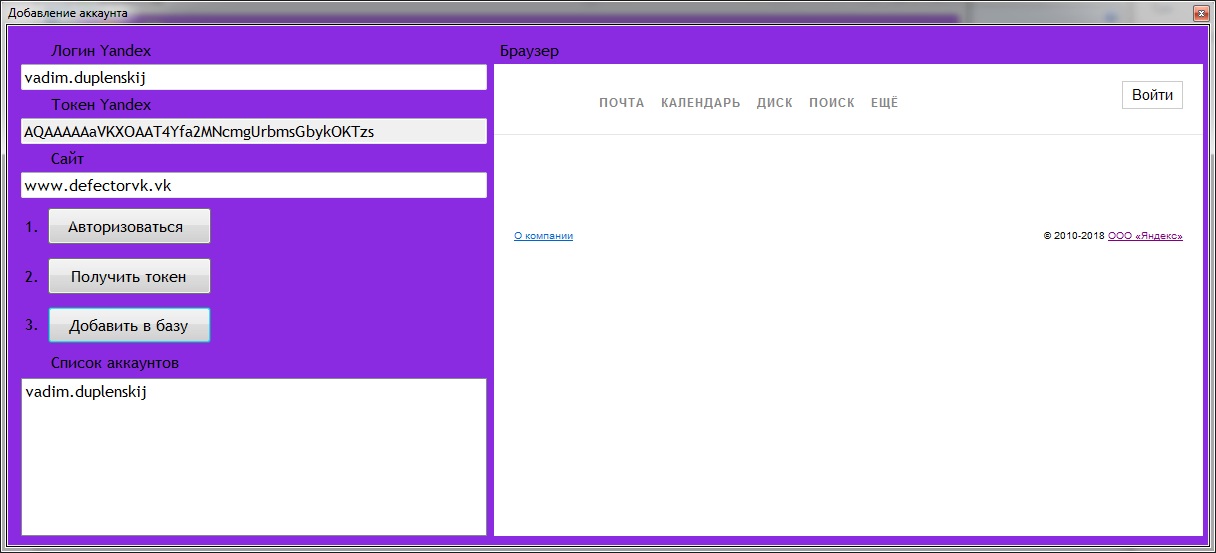 Добавление аккаунта
Логин Yandex
vadim.duplenskij
Токен Yandex
AQAAAAAaVKXOAAT4Yfa2MNcmgUrbmsGbykOKTzs
Сайт
www.defectorvk.vk
1. Авторизоваться
2. Получить токен
3. Добавить в базу
Список аккаунтов
vadim.duplenskij
Браузер
ПОЧТА КАЛЕНДАРЬ ДИСК ПОИСК ЕЩЁ
Войти
О компании
© 2010-2018 ООО «Яндекс»